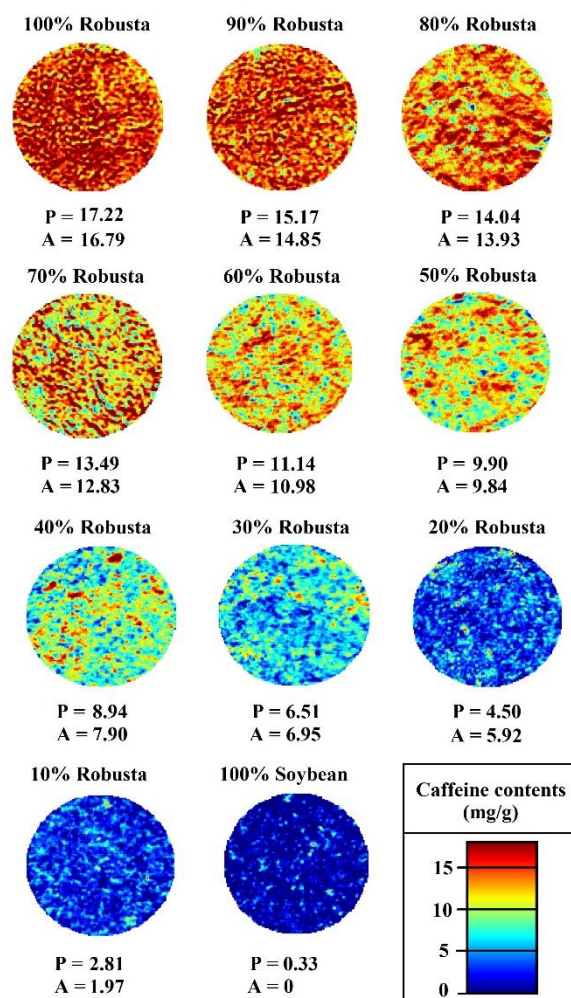 100% Robusta 90% Robusta 80% Robusta
P = 17.22 P = 15.17 P = 14.04
A = 16.79 A = 14.85 A = 13.93
70% Robusta 60% Robusta 50% Robusta
P = 13.49 P = 11.14 P = 9.90
A = 12.83 A = 10.98 A = 9.84
40% Robusta 30% Robusta 20% Robusta
P = 8.94 P = 6.51 P = 4.50
A = 7.90 A = 6.95 A = 5.92
10% Robusta 100% Soybean
P = 2.81 P = 0.33
A = 1.97 A = 0
Caffeine contents
(mg/g)
15
10
5
0